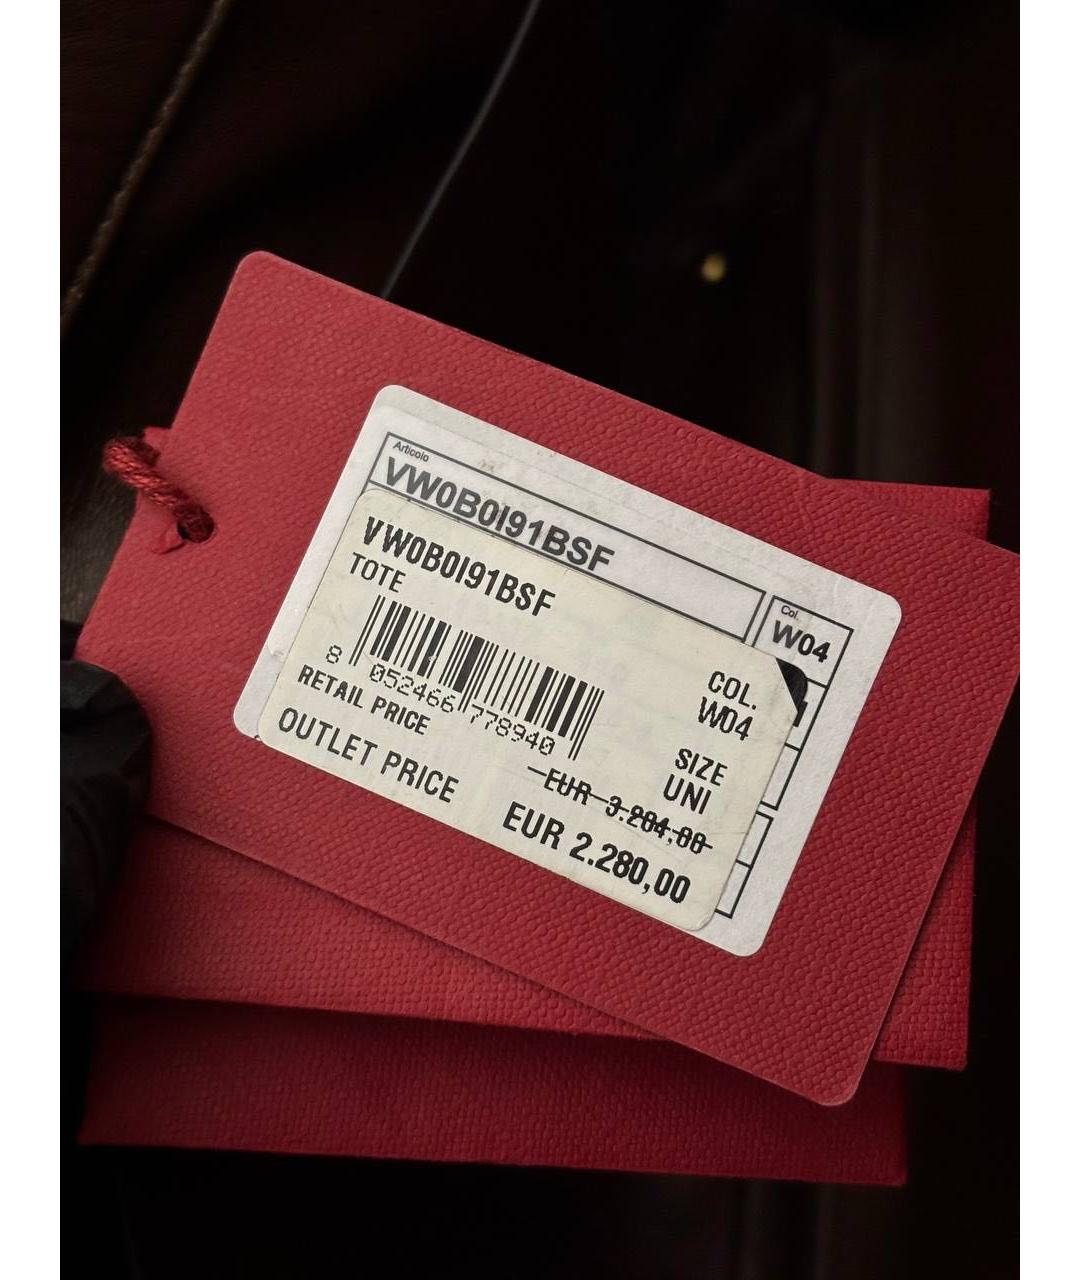 Articolo
VW0B0I91BSF
Col.
W04
VW0B0I91BSF
TOTE
COL.
W04
8 052466 778940
SIZE
UNI
RETAIL PRICE EUR 3.204,00
OUTLET PRICE EUR 2.280,00